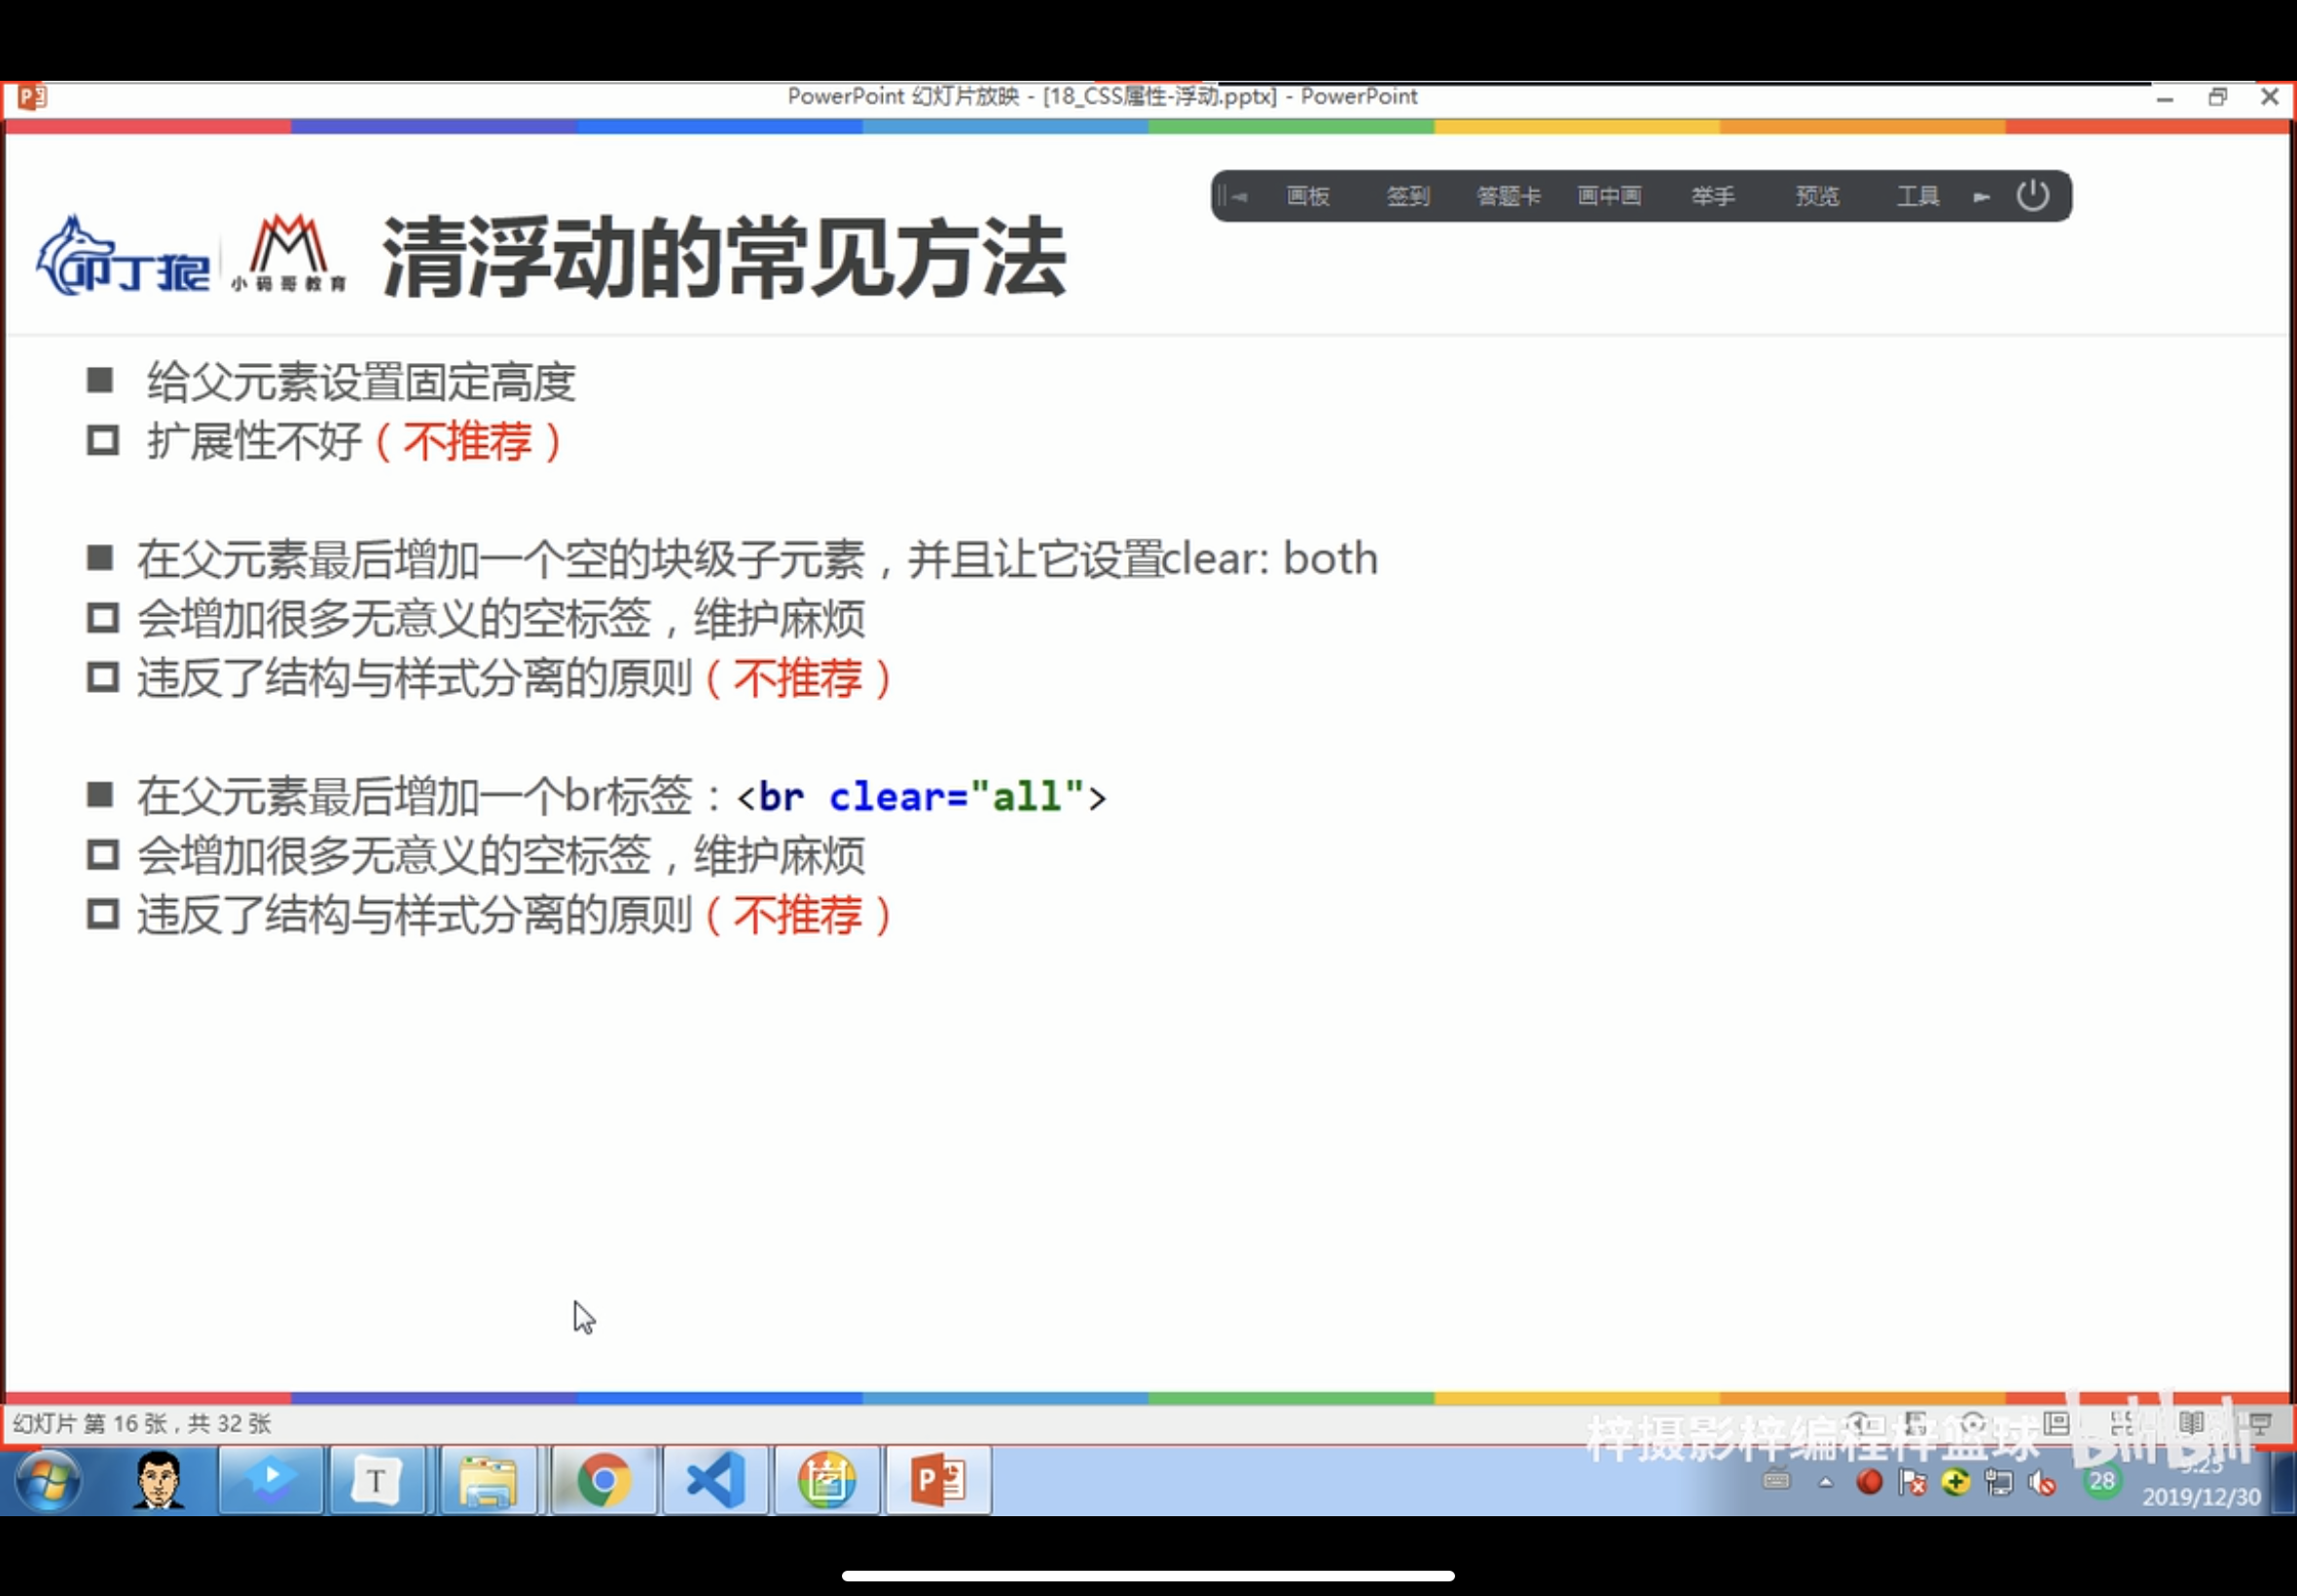 PowerPoint 幻灯片放映 - [18_CSS属性-浮动.pptx] - PowerPoint
画板 签到 答题卡 画中画 举手 预览 工具
叩丁狼 小码哥教育 清浮动的常见方法
■ 给父元素设置固定高度
扩展性不好（不推荐）
■ 在父元素最后增加一个空的块级子元素，并且让它设置clear: both
会增加很多无意义的空标签，维护麻烦
违反了结构与样式分离的原则（不推荐）
■ 在父元素最后增加一个br标签：<br clear="all">
会增加很多无意义的空标签，维护麻烦
违反了结构与样式分离的原则（不推荐）
幻灯片 第 16 张，共 32 张
梓摄影梓编程梓篮球 bilibili
T
28
9:25
2019/12/30